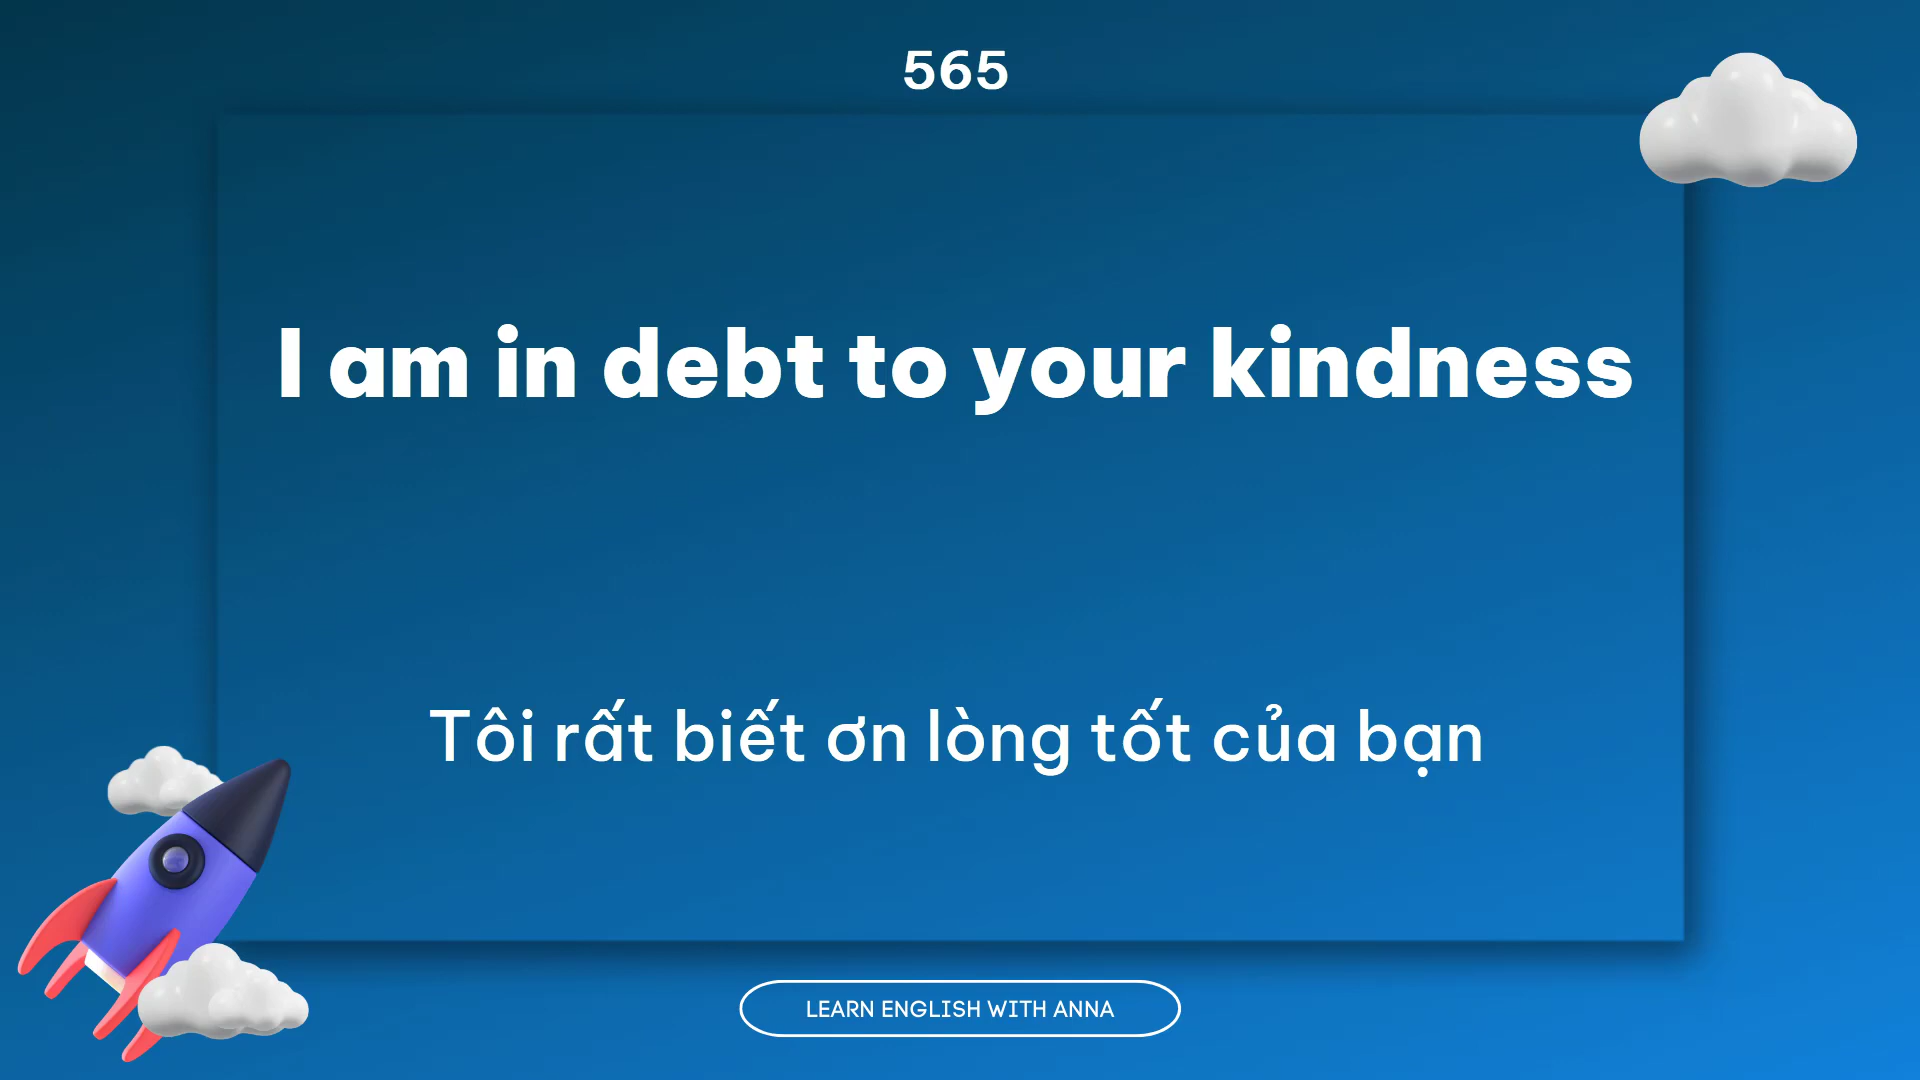 565
I am in debt to your kindness
Tôi rất biết ơn lòng tốt của bạn
LEARN ENGLISH WITH ANNA